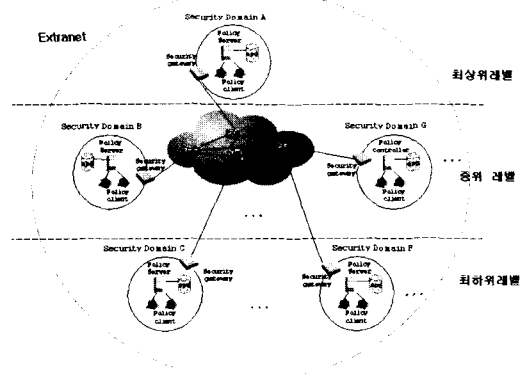 Security Domain A
Extranet
Policy
Server
Security
gateway
Policy
client
최상위레벨
Security Domain B
Policy
Server
Security
gateway
Policy
client
Security Domain G
Policy
Controller
Security
gateway
Policy
client
...
중위 레벨
...
Security Domain C
Policy
Server
Security
gateway
Policy
client
...
Security Domain F
Policy
Server
Security
gateway
Policy
client
...
최하위레벨